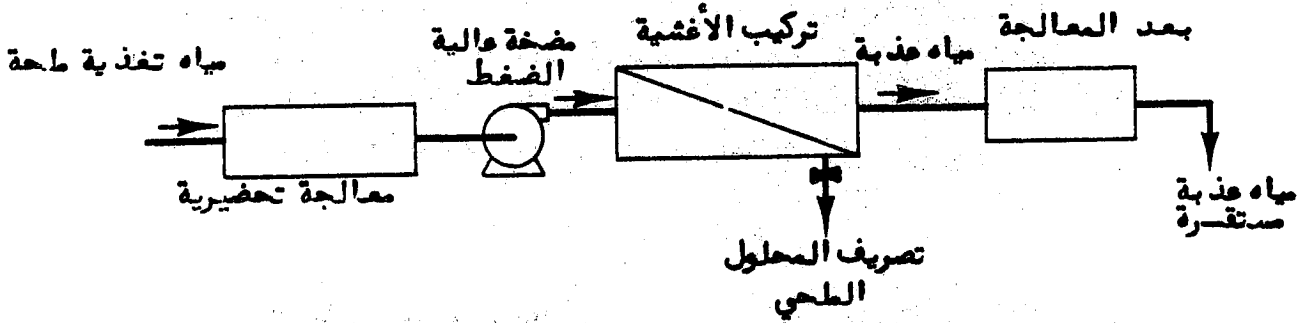 مياه تغذية ملحة
معالجة تحضيرية
مضخة عالية
الضغط
تركيب الأغشية
تصريف المحلول
الملحي
مياه عذبة
بعد المعالجة
مياه عذبة
مستقرة